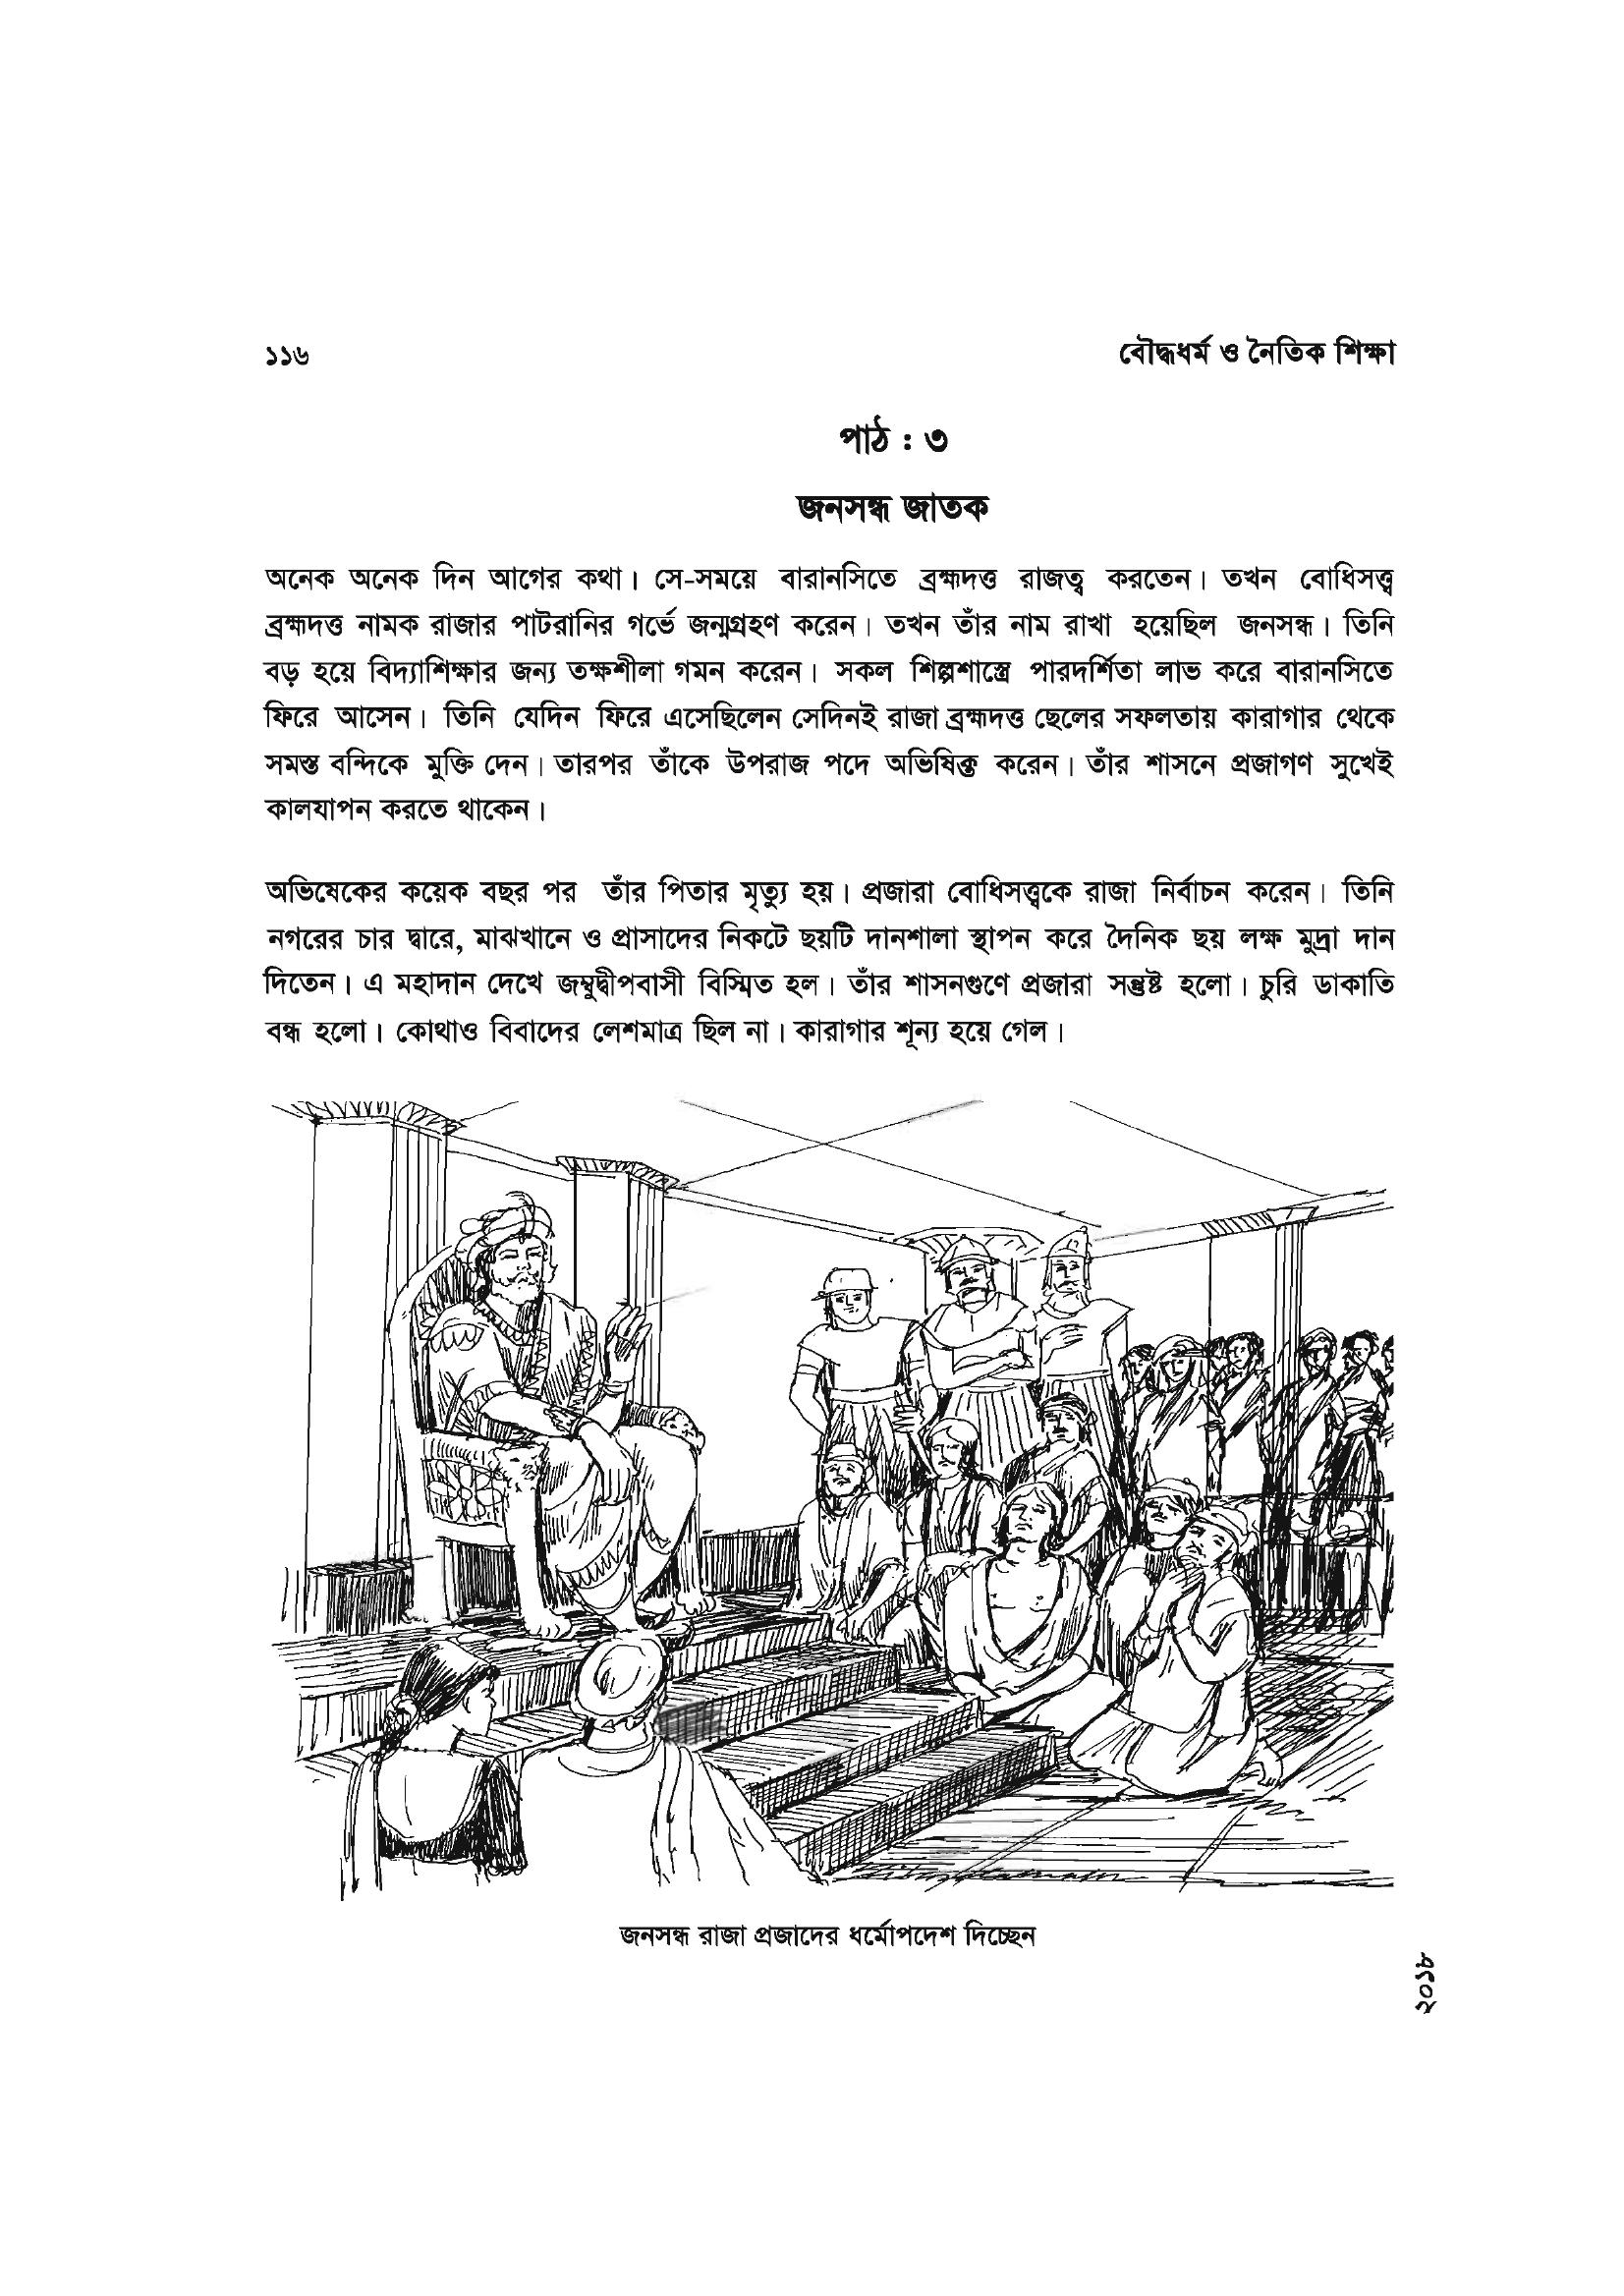 ১১৬ বৌদ্ধধর্ম ও নৈতিক শিক্ষা
পাঠ : ৩
জনসন্ধ জাতক
অনেক অনেক দিন আগের কথা। সে-সময়ে বারানসিতে ব্রহ্মদত্ত রাজত্ব করতেন। তখন বোধিসত্ত্ব
ব্রহ্মদত্ত নামক রাজার পাটরানির গর্ভে জন্মগ্রহণ করেন। তখন তাঁর নাম রাখা হয়েছিল জনসন্ধ। তিনি
বড় হয়ে বিদ্যাশিক্ষার জন্য তক্ষশীলা গমন করেন। সকল শিল্পশাস্ত্রে পারদর্শিতা লাভ করে বারানসিতে
ফিরে আসেন। তিনি যেদিন ফিরে এসেছিলেন সেদিনই রাজা ব্রহ্মদত্ত ছেলের সফলতায় কারাগার থেকে
সমস্ত বন্দিকে মুক্তি দেন। তারপর তাঁকে উপরাজ পদে অভিষিক্ত করেন। তাঁর শাসনে প্রজাগণ সুখেই
কালযাপন করতে থাকেন।
অভিষেকের কয়েক বছর পর তাঁর পিতার মৃত্যু হয়। প্রজারা বোধিসত্ত্বকে রাজা নির্বাচন করেন। তিনি
নগরের চার দ্বারে, মাঝখানে ও প্রাসাদের নিকটে ছয়টি দানশালা স্থাপন করে দৈনিক ছয় লক্ষ মুদ্রা দান
দিতেন। এ মহাদান দেখে জম্বুদ্বীপবাসী বিস্মিত হল। তাঁর শাসনগুণে প্রজারা সন্তুষ্ট হলো। চুরি ডাকাতি
বন্ধ হলো। কোথাও বিবাদের লেশমাত্র ছিল না। কারাগার শূন্য হয়ে গেল।
জনসন্ধ রাজা প্রজাদের ধর্মোপদেশ দিচ্ছেন
২০১৮